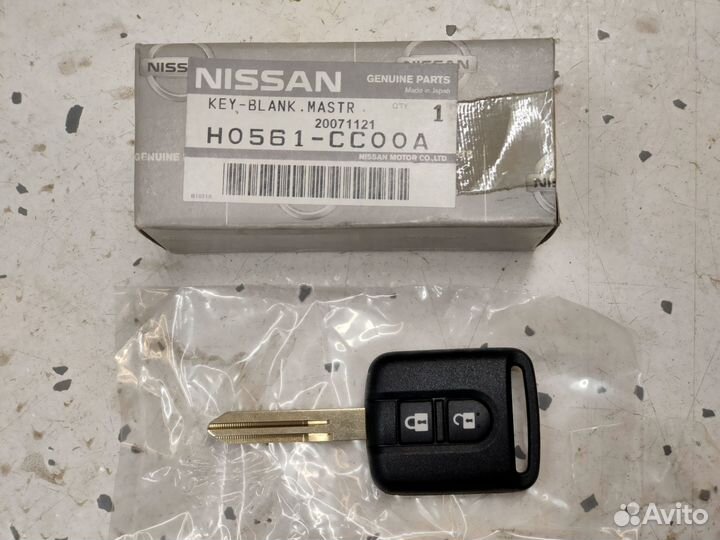 NISSAN
NISSAN
GENUINE PARTS
Made in Japan
KEY-BLANK.MASTR
QTY.
1
20071121
H0561-CC00A
NISSAN MOTOR CO.,LTD.
GENUINE
NIS
Avito